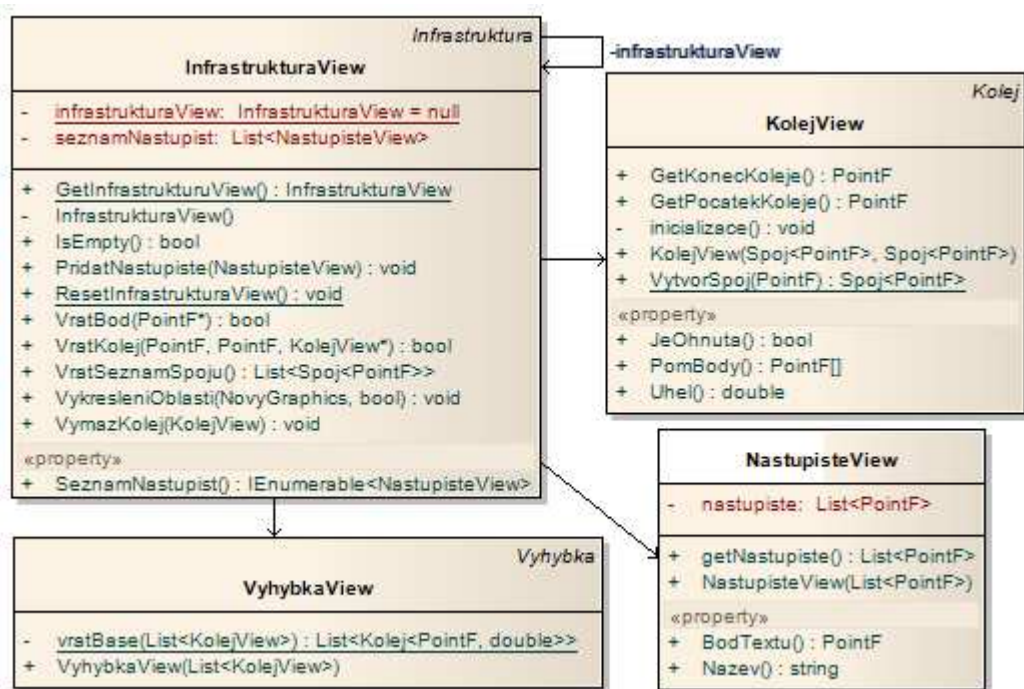 Infrastruktura
InfrastrukturaView
- infrastrukturaView: InfrastrukturaView = null
- seznamNastupist: List<NastupisteView>
+ GetInfrastrukturuView() : InfrastrukturaView
- InfrastrukturaView()
+ IsEmpty() : bool
+ PridatNastupiste(NastupisteView) : void
+ ResetInfrastrukturaView() : void
+ VratBod(PointF*) : bool
+ VratKolej(PointF, PointF, KolejView*) : bool
+ VratSeznamSpoju() : List<Spoj<PointF>>
+ VykresleniOblasti(NovyGraphics, bool) : void
+ VymazKolej(KolejView) : void
«property»
+ SeznamNastupist() : IEnumerable<NastupisteView>
-infrastrukturaView
Kolej
KolejView
+ GetKonecKoleje() : PointF
+ GetPocatekKoleje() : PointF
- inicializace() : void
+ KolejView(Spoj<PointF>, Spoj<PointF>)
+ VytvorSpoj(PointF) : Spoj<PointF>
«property»
+ JeOhnuta() : bool
+ PomBody() : PointF[]
+ Uhel() : double
NastupisteView
- nastupiste: List<PointF>
+ getNastupiste() : List<PointF>
+ NastupisteView(List<PointF>)
«property»
+ BodTextu() : PointF
+ Nazev() : string
Vyhybka
VyhybkaView
- vratBase(List<KolejView>) : List<Kolej<PointF, double>>
+ VyhybkaView(List<KolejView>)